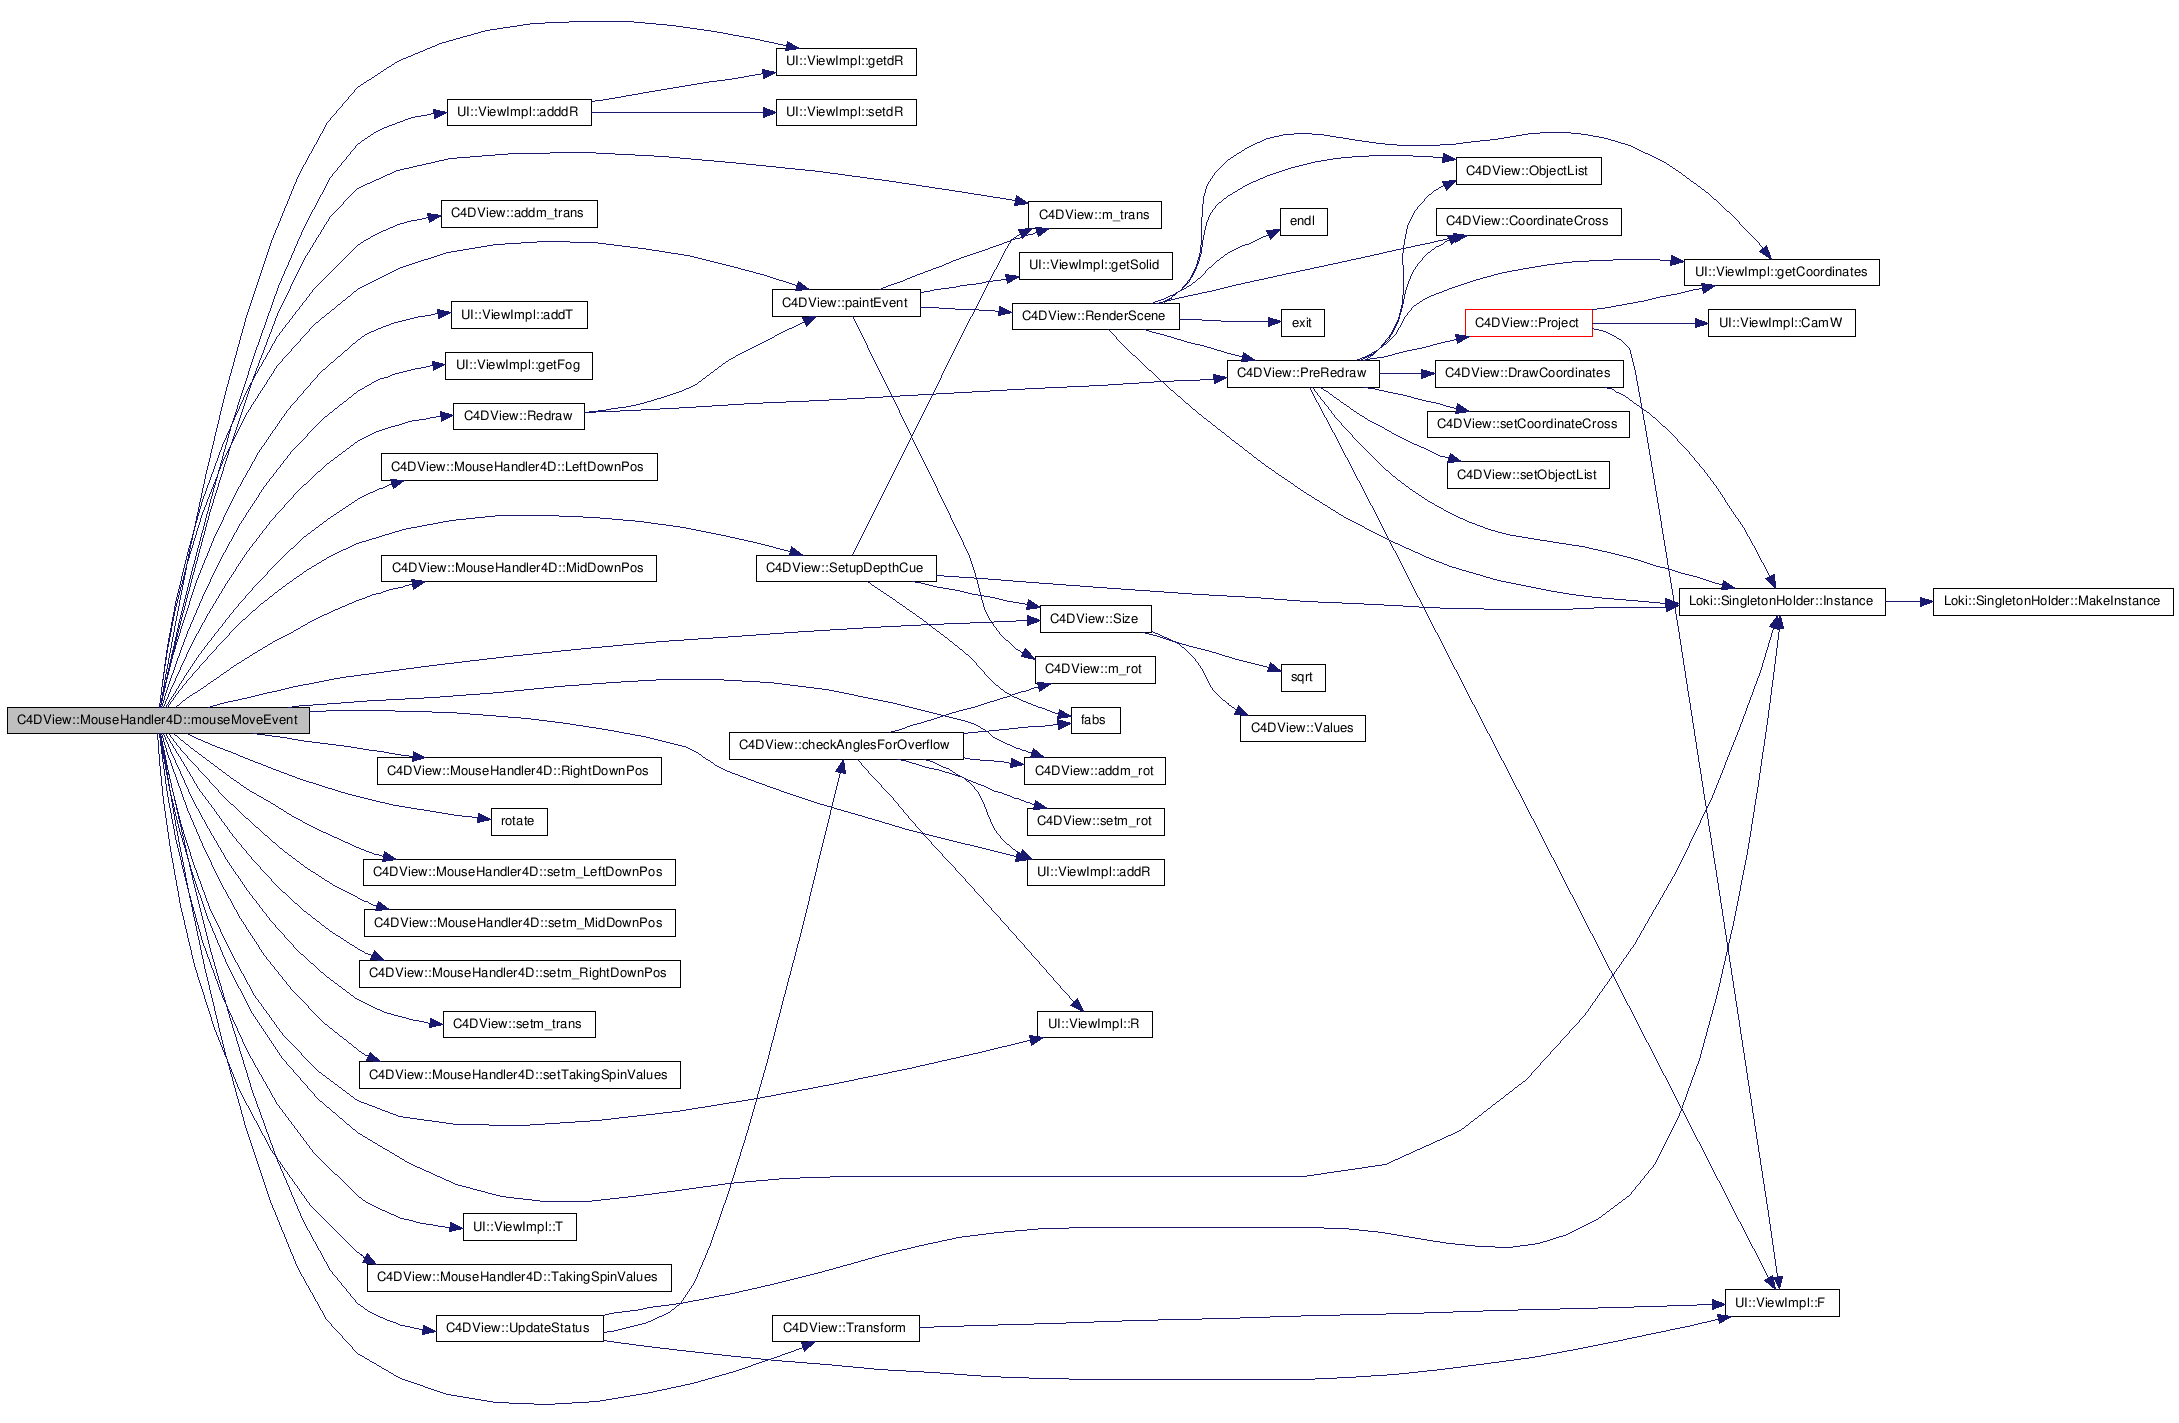 UI::ViewImpl::getdR
UI::ViewImpl::adddR
UI::ViewImpl::setdR
C4DView::ObjectList
C4DView::addm_trans
C4DView::m_trans
endl
C4DView::CoordinateCross
UI::ViewImpl::getSolid
UI::ViewImpl::getCoordinates
C4DView::paintEvent
UI::ViewImpl::addT
C4DView::RenderScene
exit
C4DView::Project
UI::ViewImpl::CamW
UI::ViewImpl::getFog
C4DView::PreRedraw
C4DView::DrawCoordinates
C4DView::Redraw
C4DView::setCoordinateCross
C4DView::MouseHandler4D::LeftDownPos
C4DView::setObjectList
C4DView::MouseHandler4D::MidDownPos
C4DView::SetupDepthCue
Loki::SingletonHolder::Instance
Loki::SingletonHolder::MakeInstance
C4DView::Size
C4DView::m_rot
sqrt
C4DView::MouseHandler4D::mouseMoveEvent
fabs
C4DView::Values
C4DView::checkAnglesForOverflow
C4DView::MouseHandler4D::RightDownPos
C4DView::addm_rot
rotate
C4DView::setm_rot
C4DView::MouseHandler4D::setm_LeftDownPos
UI::ViewImpl::addR
C4DView::MouseHandler4D::setm_MidDownPos
C4DView::MouseHandler4D::setm_RightDownPos
C4DView::setm_trans
UI::ViewImpl::R
C4DView::MouseHandler4D::setTakingSpinValues
UI::ViewImpl::T
C4DView::MouseHandler4D::TakingSpinValues
UI::ViewImpl::F
C4DView::UpdateStatus
C4DView::Transform